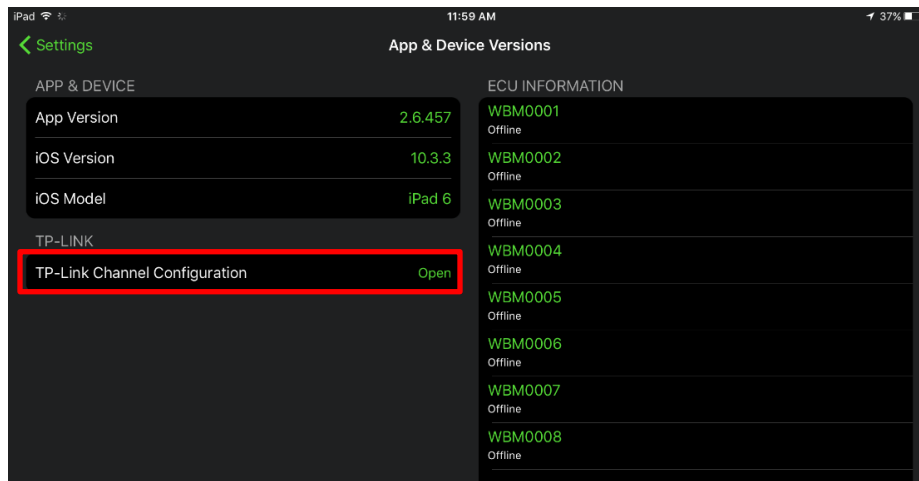 iPad 11:59 AM 37%
Settings App & Device Versions
APP & DEVICE
App Version 2.6.457
iOS Version 10.3.3
iOS Model iPad 6
TP-LINK
TP-Link Channel Configuration Open
ECU INFORMATION
WBM0001
Offline
WBM0002
Offline
WBM0003
Offline
WBM0004
Offline
WBM0005
Offline
WBM0006
Offline
WBM0007
Offline
WBM0008
Offline